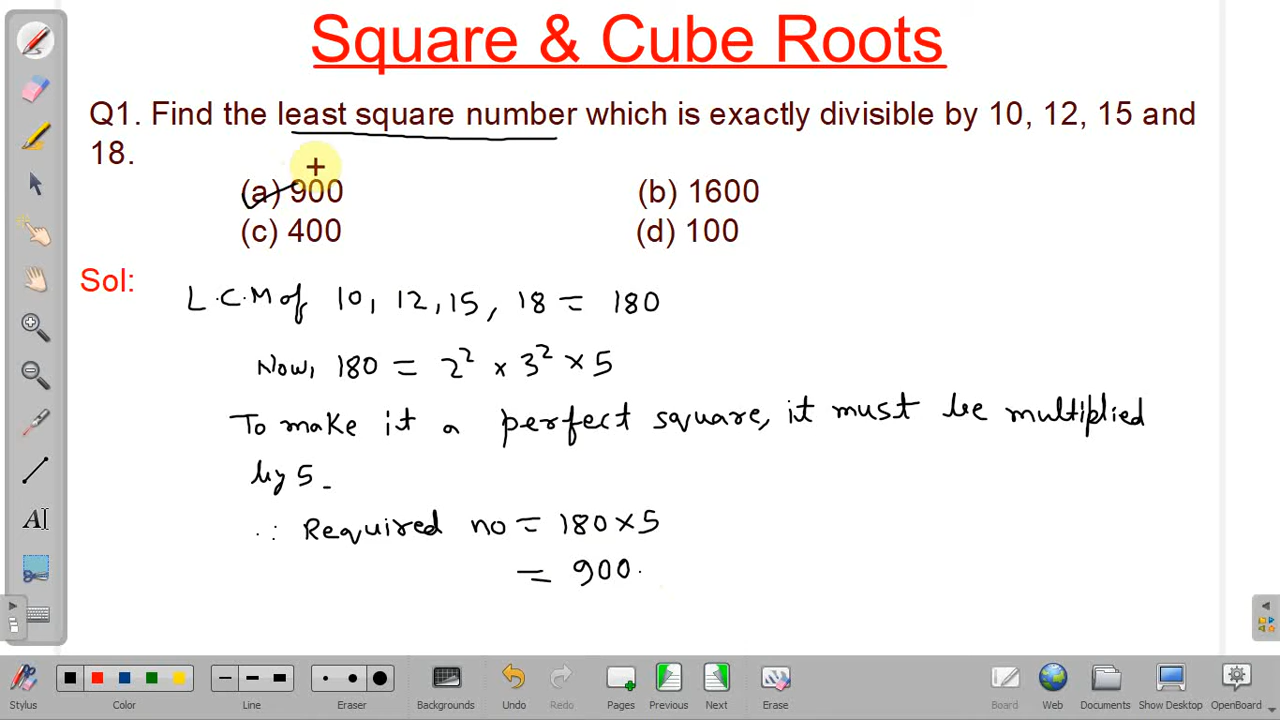 Square & Cube Roots
Q1. Find the least square number which is exactly divisible by 10, 12, 15 and
18.
(a) 900 (b) 1600
(c) 400 (d) 100
Sol:
L.C.M of 10, 12, 15, 18 = 180
Now, 180 = 2² × 3² × 5
To make it a perfect square, it must be multiplied
by 5.
∴ Required no = 180 × 5
= 900.
Stylus Color Line Eraser Backgrounds Undo Redo Pages Previous Next Erase Board Web Documents Show Desktop OpenBoard